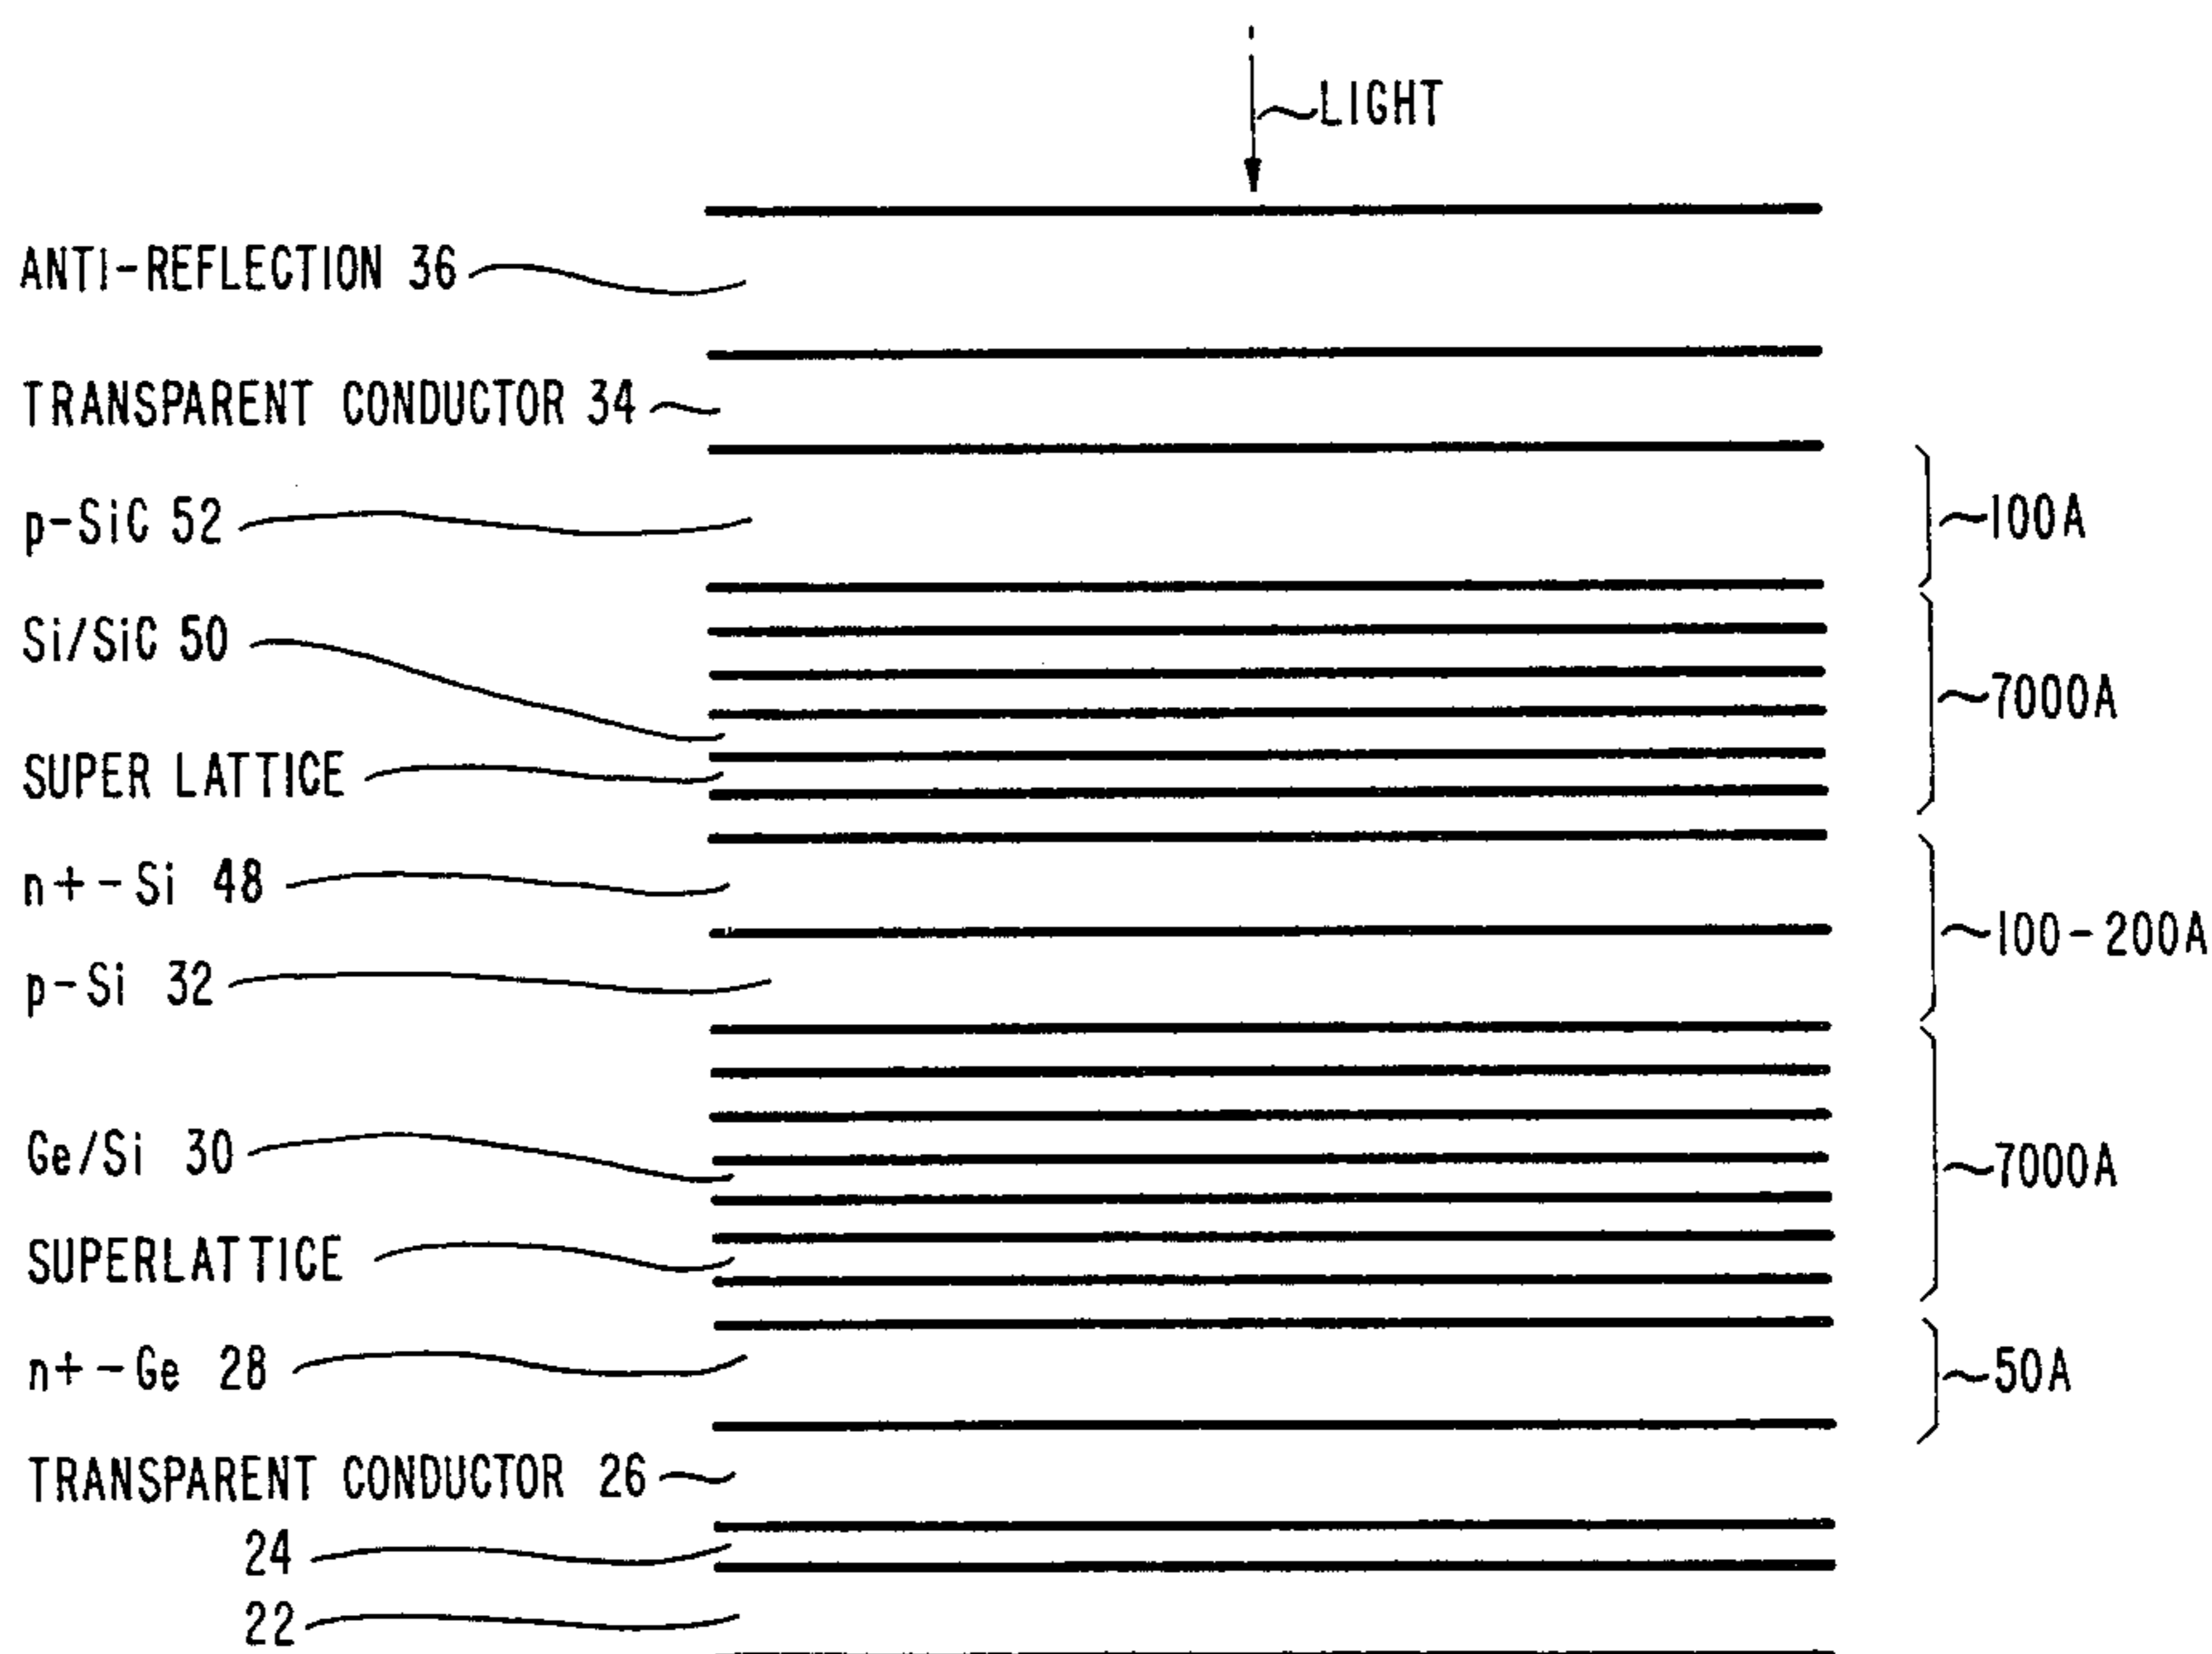 LIGHT
ANTI-REFLECTION 36
TRANSPARENT CONDUCTOR 34
p-SiC 52
100A
Si/SiC 50
7000A
SUPER LATTICE
n+-Si 48
100-200A
p-Si 32
Ge/Si 30
7000A
SUPERLATTICE
n+-Ge 28
50A
TRANSPARENT CONDUCTOR 26
24
22